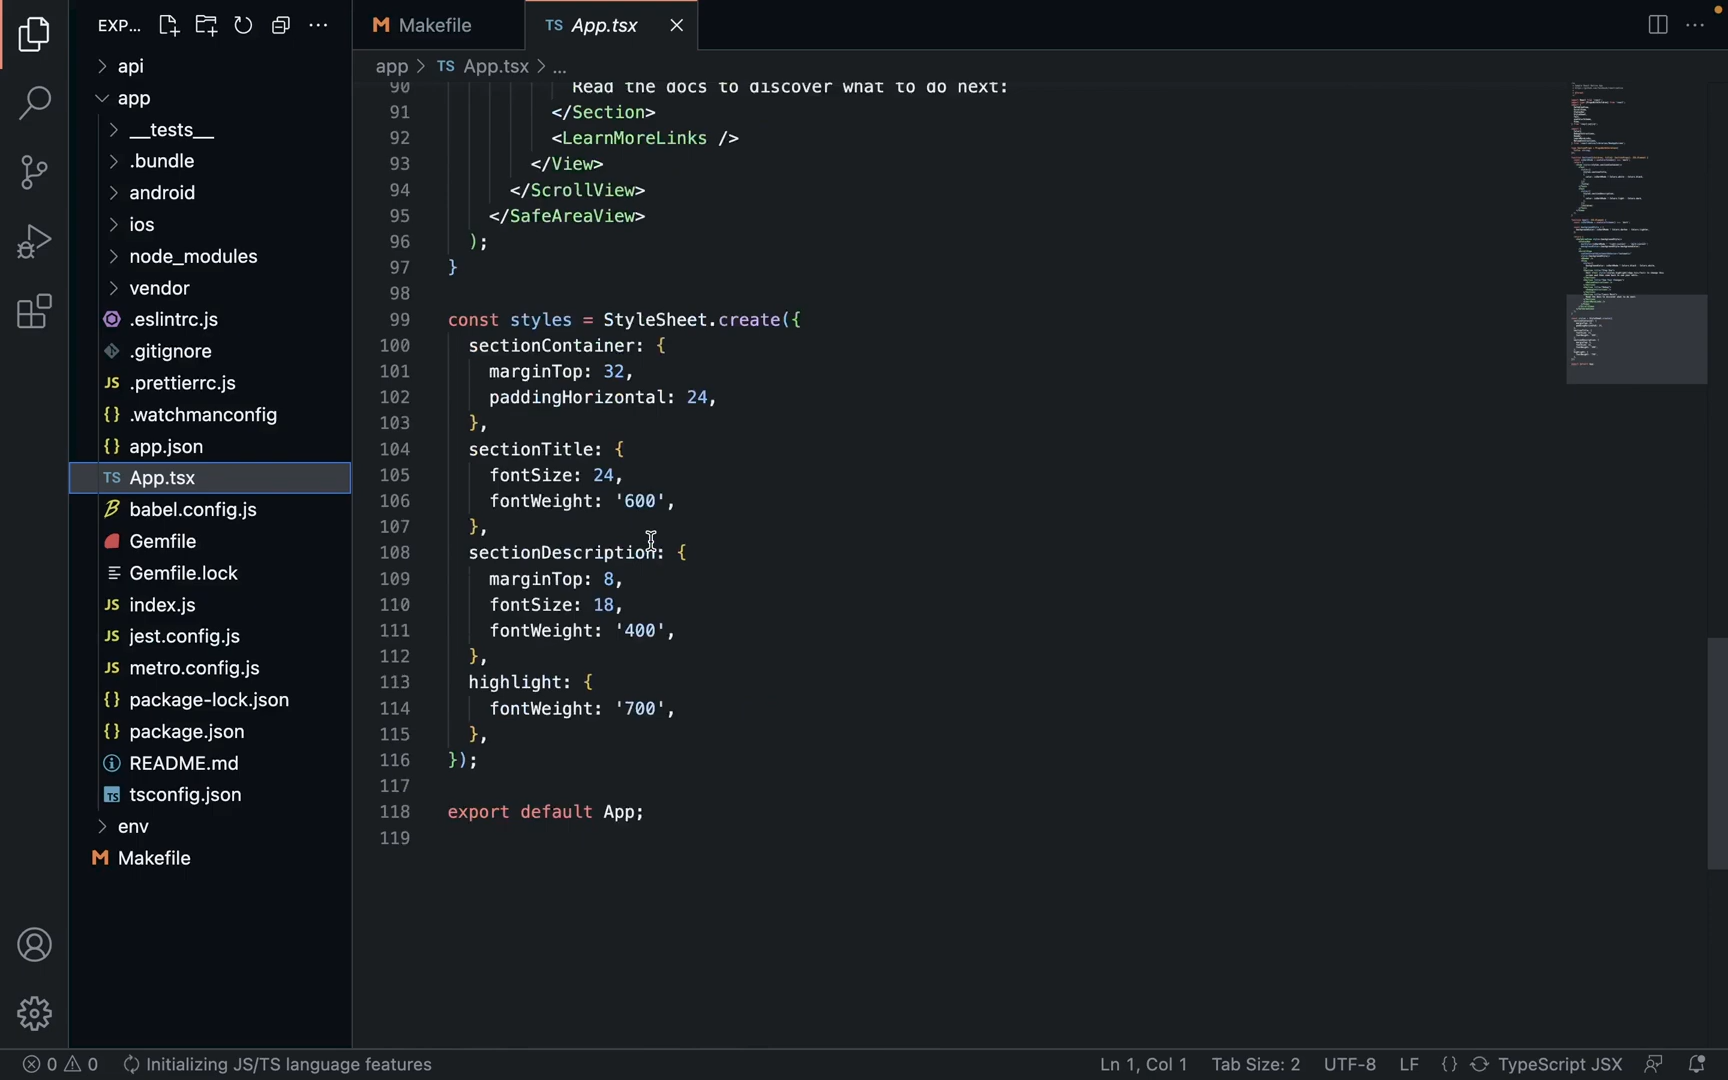 EXP...
api
app
__tests__
.bundle
android
ios
node_modules
vendor
.eslintrc.js
.gitignore
JS .prettierrc.js
{} .watchmanconfig
{} app.json
TS App.tsx
babel.config.js
Gemfile
Gemfile.lock
JS index.js
JS jest.config.js
JS metro.config.js
{} package-lock.json
{} package.json
README.md
TS tsconfig.json
env
M Makefile
M Makefile
TS App.tsx
app > TS App.tsx > ...
90 Read the docs to discover what to do next:
91 </Section>
92 <LearnMoreLinks />
93 </View>
94 </ScrollView>
95 </SafeAreaView>
96 );
97 }
98
99 const styles = StyleSheet.create({
100 sectionContainer: {
101 marginTop: 32,
102 paddingHorizontal: 24,
103 },
104 sectionTitle: {
105 fontSize: 24,
106 fontWeight: '600',
107 },
108 sectionDescription: {
109 marginTop: 8,
110 fontSize: 18,
111 fontWeight: '400',
112 },
113 highlight: {
114 fontWeight: '700',
115 },
116 });
117
118 export default App;
119
0 0 Initializing JS/TS language features
Ln 1, Col 1 Tab Size: 2 UTF-8 LF {} TypeScript JSX